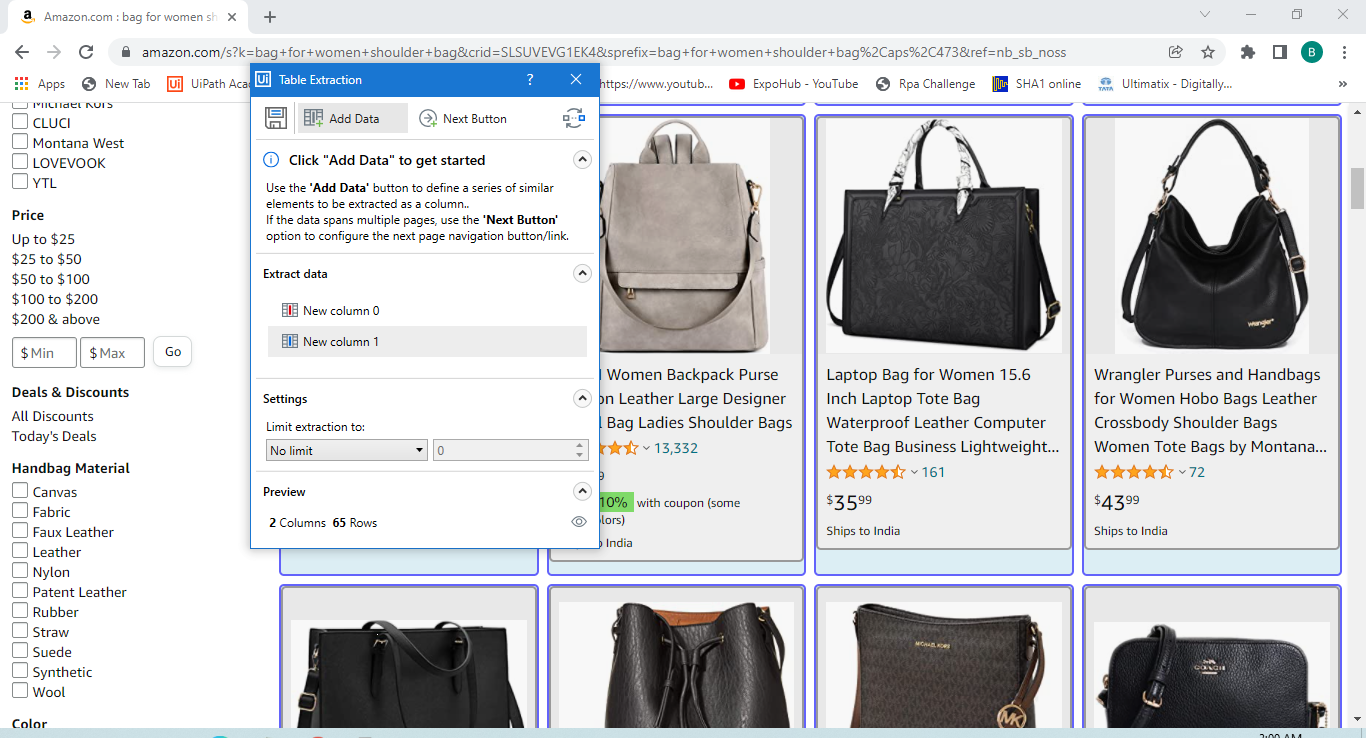 Amazon.com : bag for women sh
amazon.com/s?k=bag+for+women+shoulder+bag&crid=SLSUVEVG1EK4&sprefix=bag+for+women+shoulder+bag%2Caps%2C473&ref=nb_sb_noss
B
Apps New Tab UiPath Aca https://www.youtub... ExpoHub - YouTube Rpa Challenge SHA1 online TATA Ultimatix - Digitally...
Michael Kors
CLUCI
Montana West
LOVEVOOK
YTL
Price
Up to $25
$25 to $50
$50 to $100
$100 to $200
$200 & above
$ Min $ Max Go
Deals & Discounts
All Discounts
Today's Deals
Handbag Material
Canvas
Fabric
Faux Leather
Leather
Nylon
Patent Leather
Rubber
Straw
Suede
Synthetic
Wool
Color
Ui Table Extraction ?
Add Data Next Button
Click "Add Data" to get started
Use the 'Add Data' button to define a series of similar
elements to be extracted as a column..
If the data spans multiple pages, use the 'Next Button'
option to configure the next page navigation button/link.
Extract data
New column 0
New column 1
Settings
Limit extraction to:
No limit 0
Preview
2 Columns 65 Rows
Women Backpack Purse
on Leather Large Designer
Bag Ladies Shoulder Bags
13,332
9
10% with coupon (some
lors)
o India
Laptop Bag for Women 15.6
Inch Laptop Tote Bag
Waterproof Leather Computer
Tote Bag Business Lightweight...
161
$35 99
Ships to India
Wrangler
Wrangler Purses and Handbags
for Women Hobo Bags Leather
Crossbody Shoulder Bags
Women Tote Bags by Montana...
72
$43 99
Ships to India
MICHAEL KORS
MK
COACH